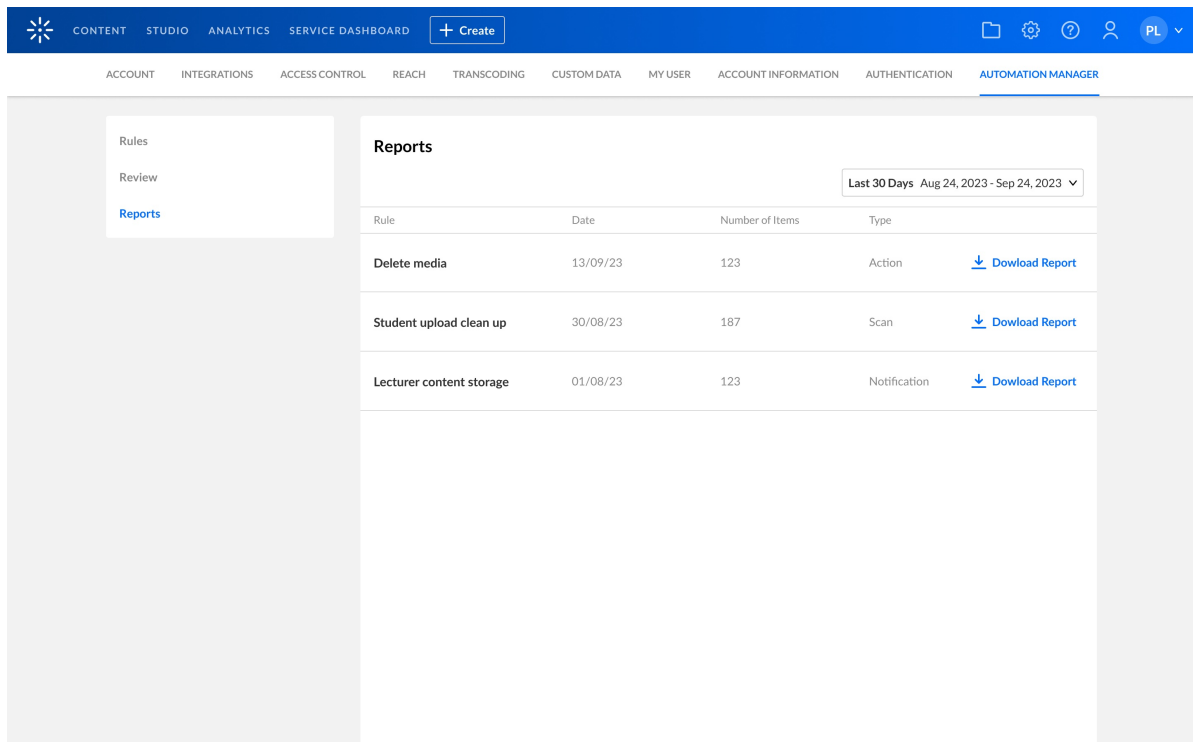 CONTENT STUDIO ANALYTICS SERVICE DASHBOARD + Create PL
ACCOUNT INTEGRATIONS ACCESS CONTROL REACH TRANSCODING CUSTOM DATA MY USER ACCOUNT INFORMATION AUTHENTICATION AUTOMATION MANAGER
Rules
Review
Reports
Reports
Last 30 Days Aug 24, 2023 - Sep 24, 2023
Rule Date Number of Items Type
Delete media 13/09/23 123 Action Dowload Report
Student upload clean up 30/08/23 187 Scan Dowload Report
Lecturer content storage 01/08/23 123 Notification Dowload Report